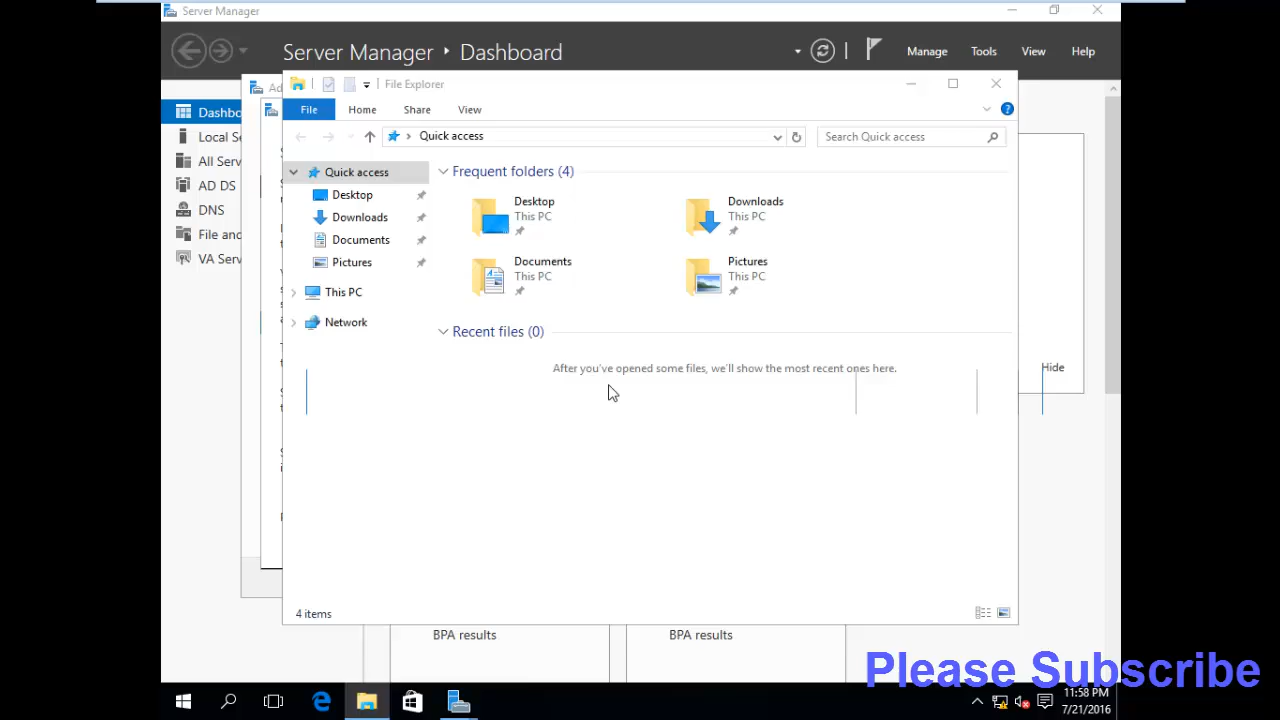 Server Manager
Server Manager ‣ Dashboard
Manage
Tools
View
Help
File Explorer
File
Home
Share
View
Quick access
Search Quick access
Dashbo
Local Se
All Serv
AD DS
DNS
File and
VA Serv
Ad
Quick access
Desktop
Downloads
Documents
Pictures
This PC
Network
Frequent folders (4)
Desktop
This PC
Downloads
This PC
Documents
This PC
Pictures
This PC
Recent files (0)
After you've opened some files, we'll show the most recent ones here.
Hide
4 items
BPA results
BPA results
Please Subscribe
11:58 PM
7/21/2016